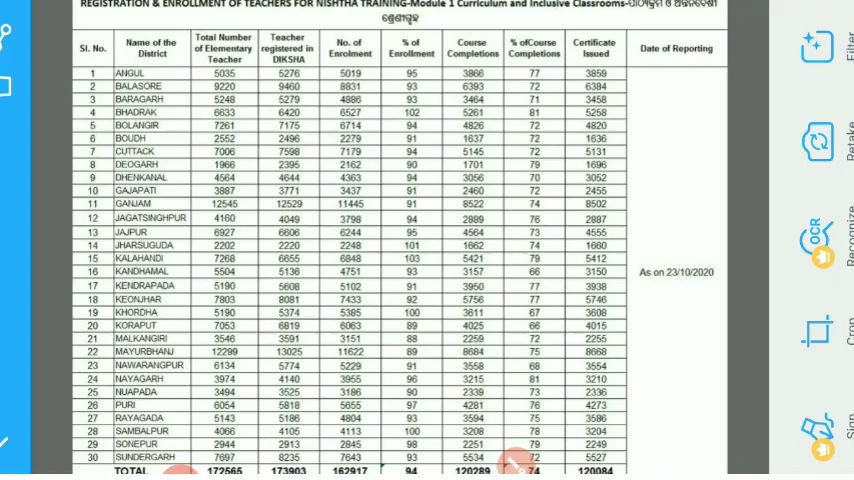 REGISTRATION & ENROLLMENT OF TEACHERS FOR NISHTHA TRAINING-Module 1 Curriculum and Inclusive Classrooms-ପାଠ୍ୟକ୍ରମ ଓ ଅନ୍ତନିବେଶୀ
ଶ୍ରେଣୀଗୃହ
Sl. No. Name of the District Total Number of Elementary Teacher Teacher registered in DIKSHA No. of Enrolment % of Enrollment Course Completions % ofCourse Completions Certificate Issued Date of Reporting
1 ANGUL 5035 5276 5019 95 3866 77 3859
2 BALASORE 9220 9460 8831 93 6393 72 6384
3 BARAGARH 5248 5279 4886 93 3464 71 3458
4 BHADRAK 6633 6420 6527 102 5261 81 5258
5 BOLANGIR 7261 7175 6714 94 4826 72 4820
6 BOUDH 2552 2496 2279 91 1637 72 1636
7 CUTTACK 7006 7598 7179 94 5145 72 5131
8 DEOGARH 1966 2395 2162 90 1701 79 1696
9 DHENKANAL 4564 4644 4363 94 3056 70 3052
10 GAJAPATI 3887 3771 3437 91 2460 72 2455
11 GANJAM 12545 12529 11445 91 8522 74 8502
12 JAGATSINGHPUR 4160 4049 3798 94 2889 76 2887
13 JAJPUR 6927 6606 6244 95 4564 73 4555
14 JHARSUGUDA 2202 2220 2248 101 1662 74 1660
15 KALAHANDI 7268 6655 6848 103 5421 79 5412
16 KANDHAMAL 5504 5136 4751 93 3157 66 3150
As on 23/10/2020
17 KENDRAPADA 5190 5608 5102 91 3950 77 3938
18 KEONJHAR 7803 8081 7433 92 5756 77 5746
19 KHORDHA 5190 5374 5385 100 3611 67 3608
20 KORAPUT 7053 6819 6063 89 4025 66 4015
21 MALKANGIRI 3546 3591 3151 88 2259 72 2255
22 MAYURBHANJ 12299 13025 11622 89 8684 75 8668
23 NAWARANGPUR 6134 5774 5229 91 3558 68 3554
24 NAYAGARH 3974 4140 3955 96 3215 81 3210
25 NUAPADA 3494 3525 3186 90 2339 73 2336
26 PURI 6054 5818 5655 97 4281 76 4273
27 RAYAGADA 5143 5186 4804 93 3594 75 3586
28 SAMBALPUR 4066 4105 4113 100 3208 78 3204
29 SONEPUR 2944 2913 2845 98 2251 79 2249
30 SUNDERGARH 7697 8235 7643 93 5534 72 5527
TOTAL 172565 173903 162917 94 120289 74 120084
Filter
Retake
OCR
Recognize
Crop
Sign